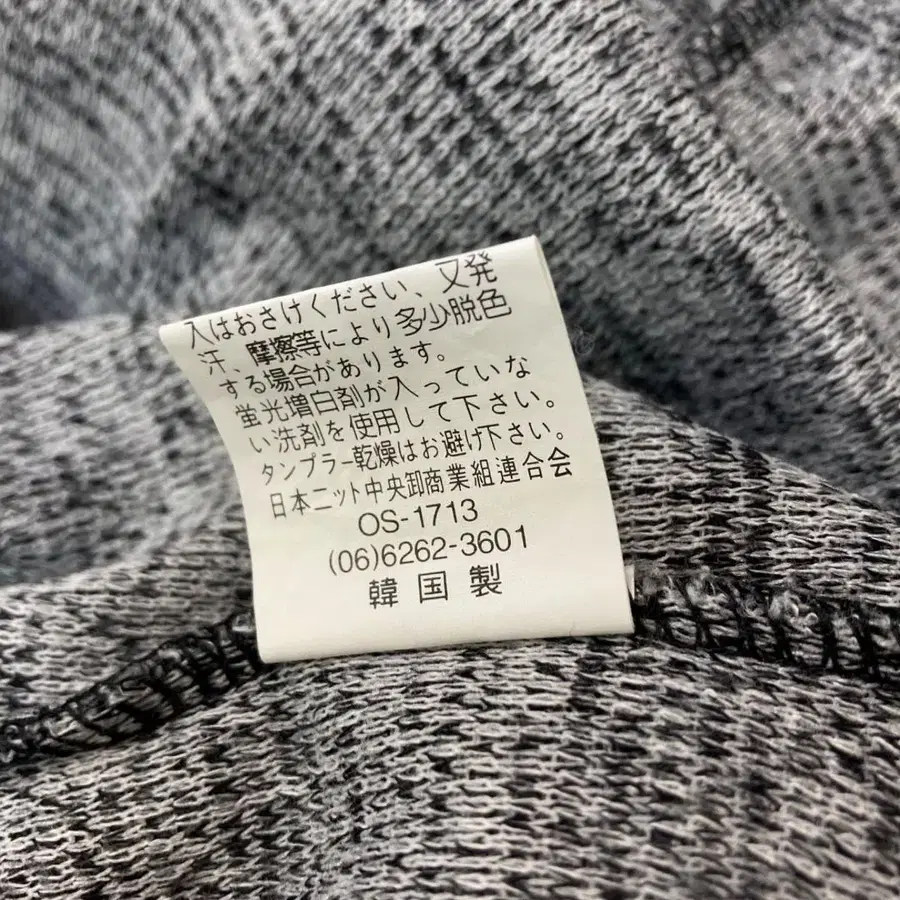 入はおさけください、又発
汗、摩擦等により多少脱色
する場合があります。
蛍光増白剤が入っていな
い洗剤を使用して下さい。
タンブラー乾燥はお避け下さい。
日本ニット中央卸商業組連合会
OS-1713
(06)6262-3601
韓国製